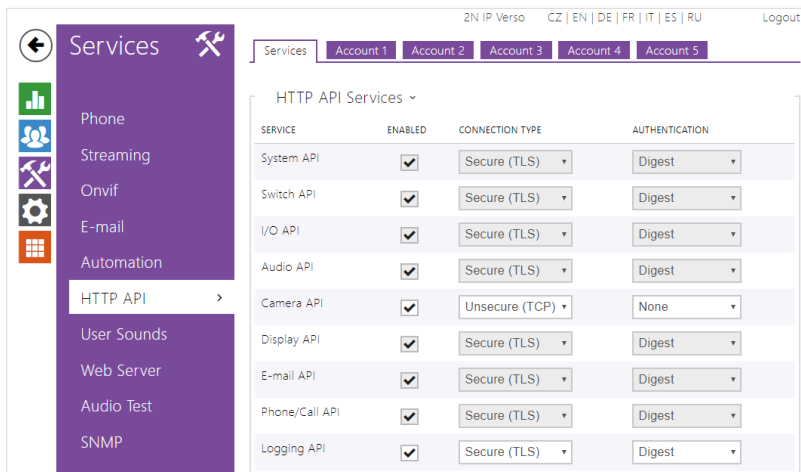 2N IP Verso CZ | EN | DE | FR | IT | ES | RU Logout
Services
Services Account 1 Account 2 Account 3 Account 4 Account 5
Phone
Streaming
Onvif
E-mail
Automation
HTTP API
User Sounds
Web Server
Audio Test
SNMP
HTTP API Services
SERVICE ENABLED CONNECTION TYPE AUTHENTICATION
System API Secure (TLS) Digest
Switch API Secure (TLS) Digest
I/O API Secure (TLS) Digest
Audio API Secure (TLS) Digest
Camera API Unsecure (TCP) None
Display API Secure (TLS) Digest
E-mail API Secure (TLS) Digest
Phone/Call API Secure (TLS) Digest
Logging API Secure (TLS) Digest